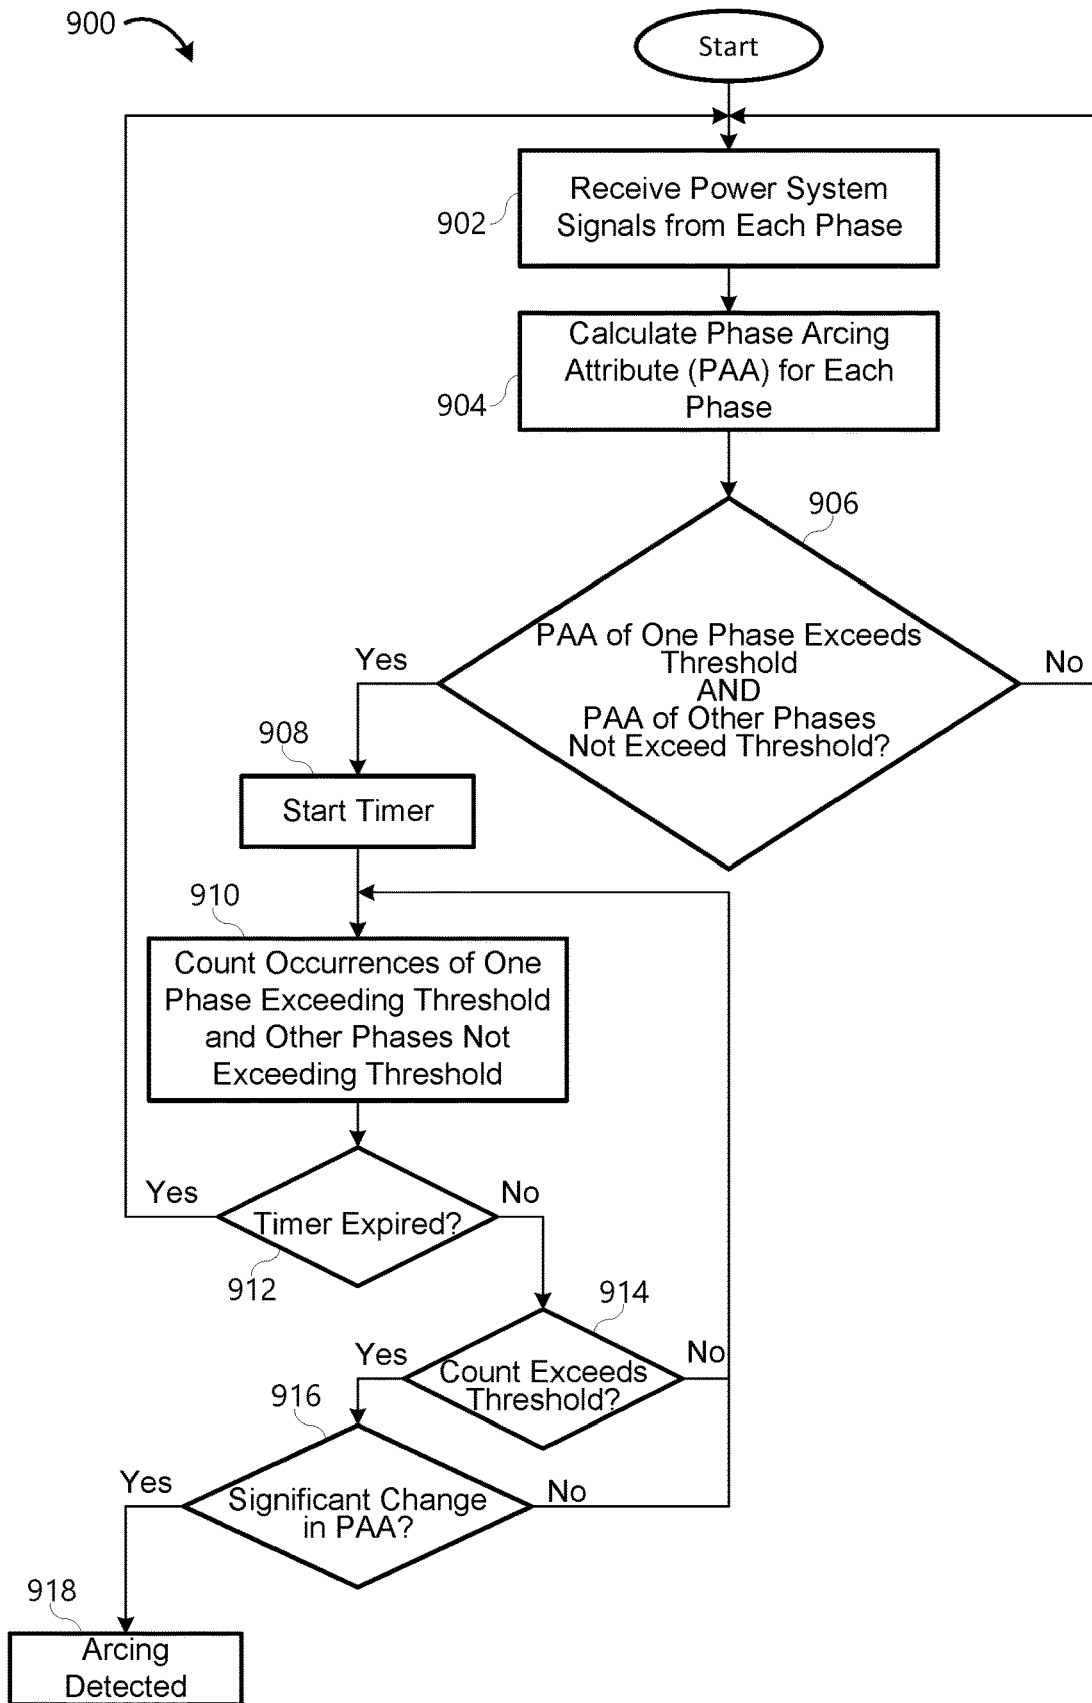 900
Start
Receive Power System
Signals from Each Phase
902
Calculate Phase Arcing
Attribute (PAA) for Each
Phase
904
906
PAA of One Phase Exceeds
Threshold
AND
PAA of Other Phases
Not Exceed Threshold?
Yes
No
908
Start Timer
910
Count Occurrences of One
Phase Exceeding Threshold
and Other Phases Not
Exceeding Threshold
Yes
No
Timer Expired?
912
914
Yes
No
Count Exceeds
Threshold?
916
Yes
No
Significant Change
in PAA?
918
Arcing
Detected